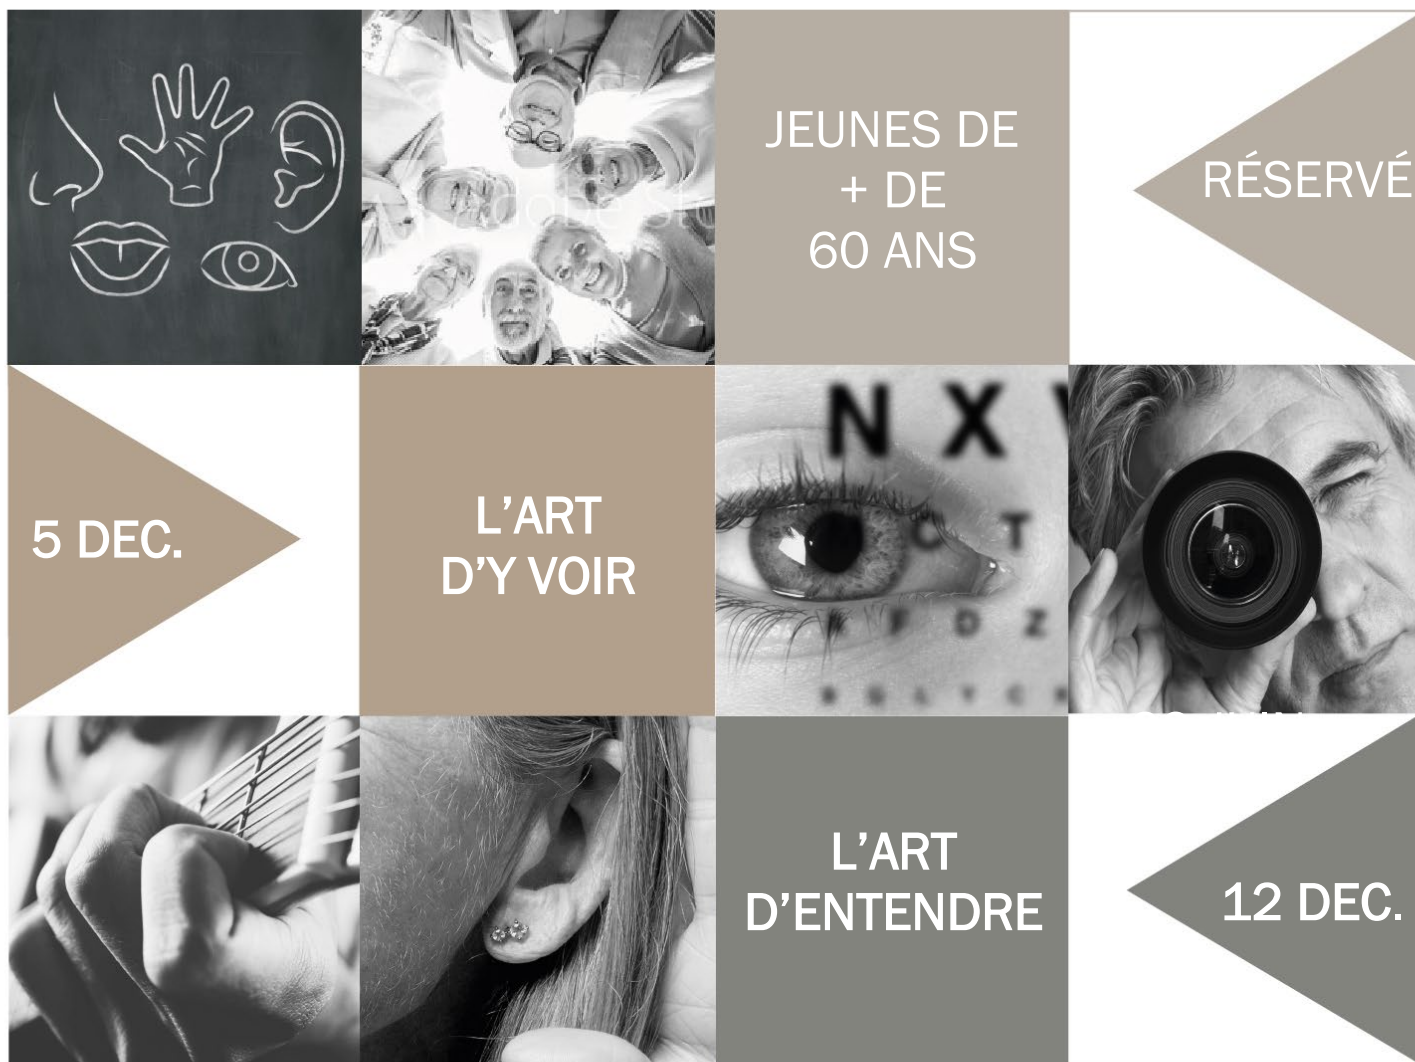 JEUNES DE
+ DE
60 ANS
RÉSERVÉ
5 DEC.
L'ART
D'Y VOIR
N X
C T
F D Z
L'ART
D'ENTENDRE
12 DEC.